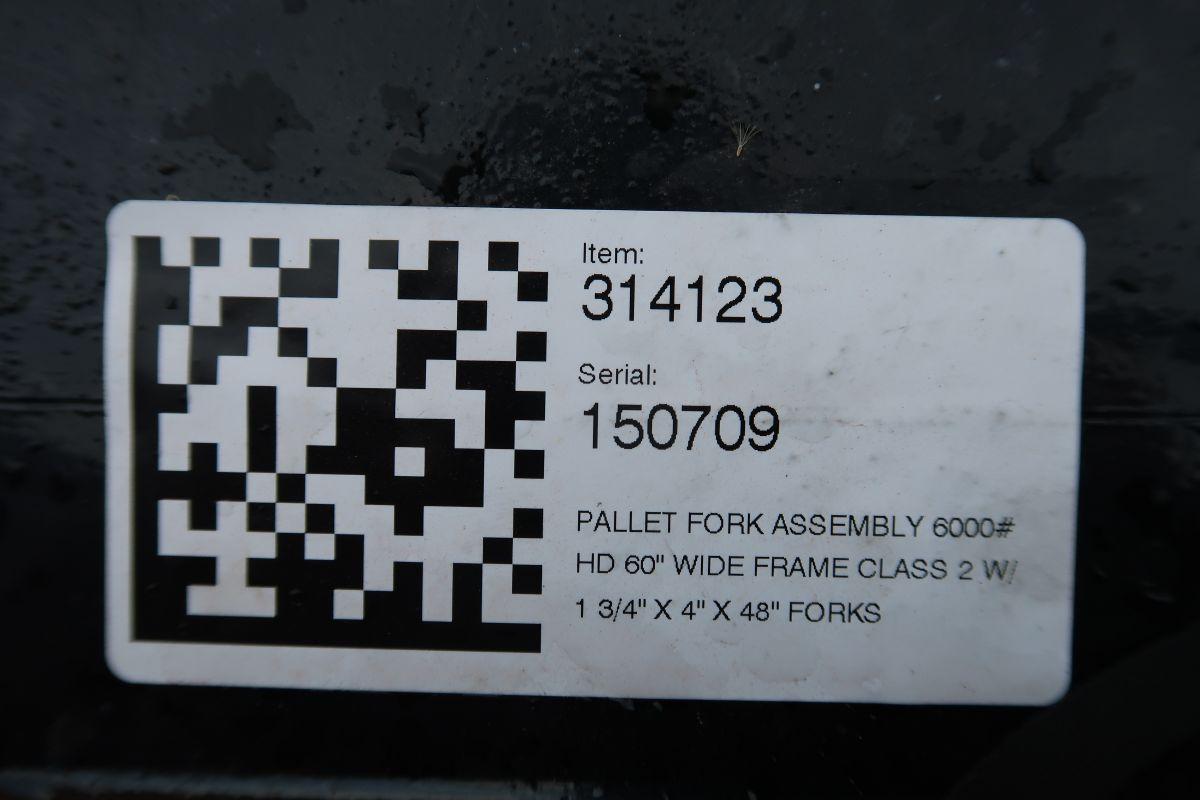 Item:
314123
Serial:
150709
PALLET FORK ASSEMBLY 6000#
HD 60" WIDE FRAME CLASS 2 W/
1 3/4" X 4" X 48" FORKS